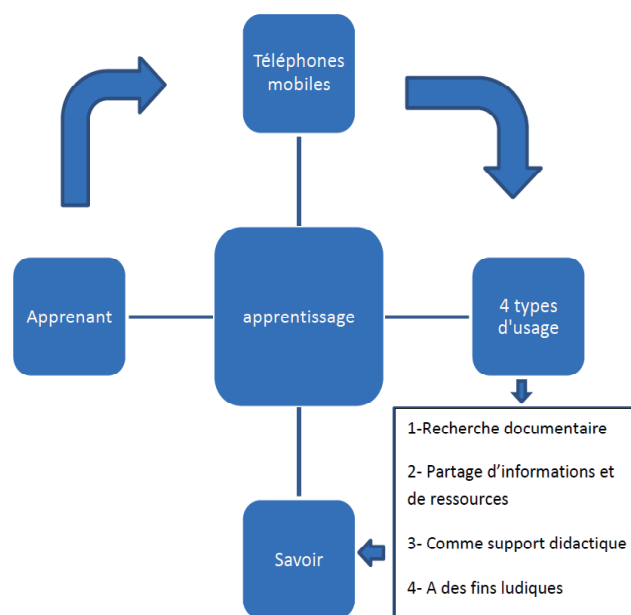 Téléphones
mobiles
Apprenant
apprentissage
4 types
d'usage
1-Recherche documentaire
2- Partage d’informations et
de ressources
3- Comme support didactique
4- A des fins ludiques
Savoir